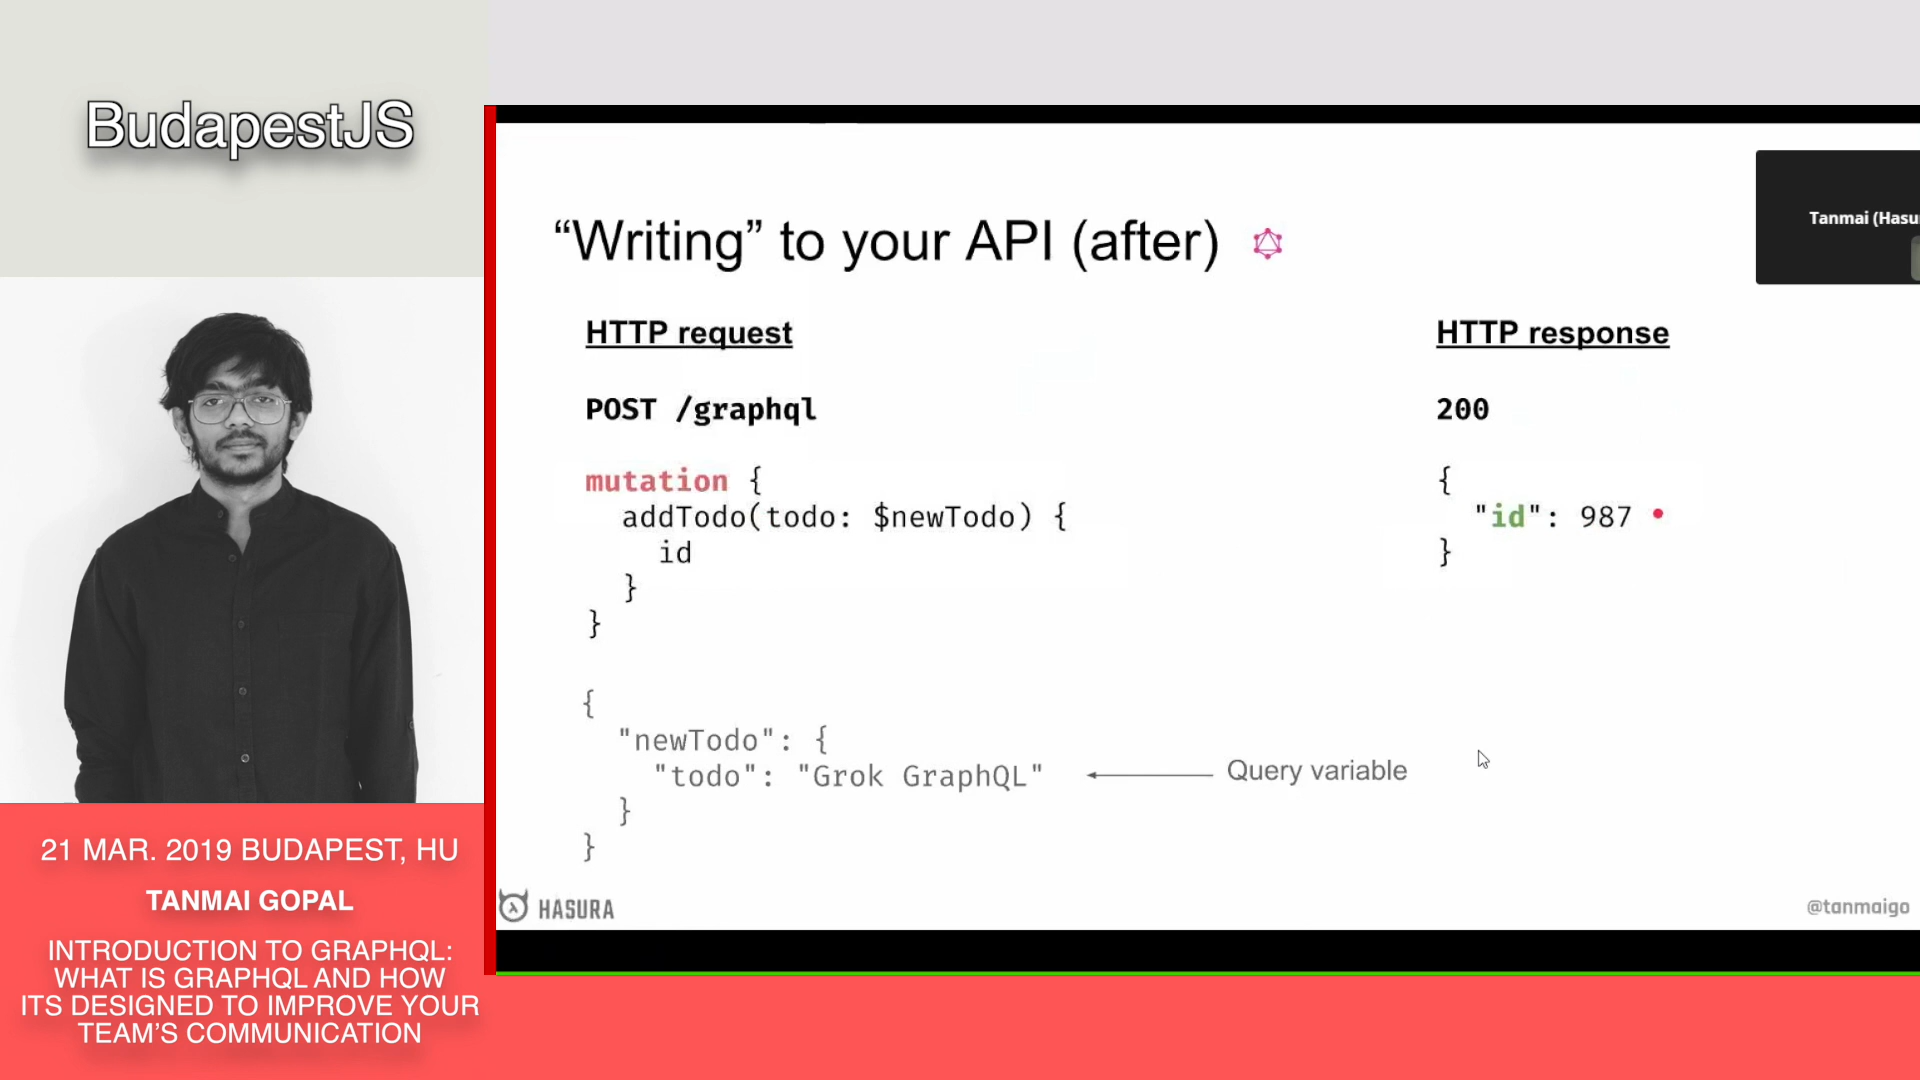 BudapestJS
21 MAR. 2019 BUDAPEST, HU
TANMAI GOPAL
INTRODUCTION TO GRAPHQL:
WHAT IS GRAPHQL AND HOW
ITS DESIGNED TO IMPROVE YOUR
TEAM'S COMMUNICATION
“Writing” to your API (after)
Tanmai (Hasu
HTTP request
POST /graphql
mutation {
addTodo(todo: $newTodo) {
id
}
}
{
"newTodo": {
"todo": "Grok GraphQL"
}
}
Query variable
HTTP response
200
{
"id": 987
}
HASURA
@tanmaigo